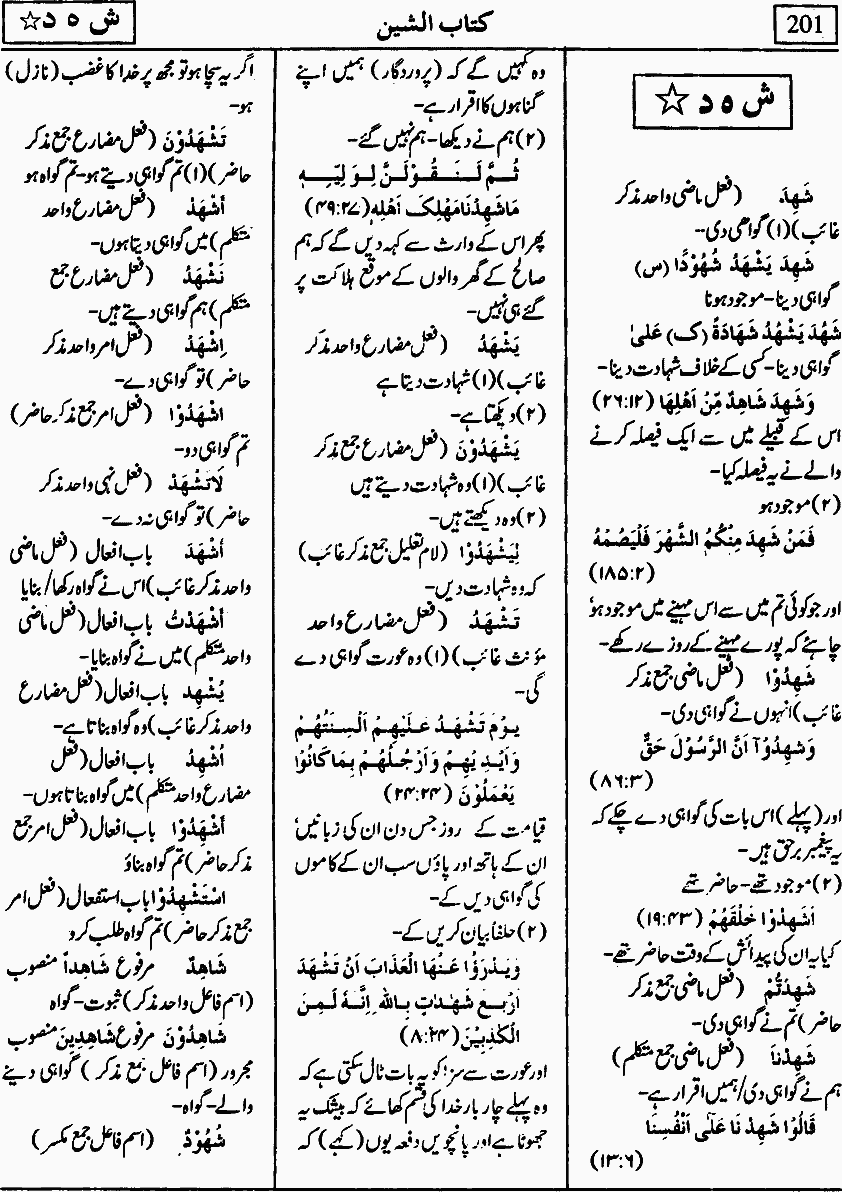 201
کتاب الشین
ش ہ د☆
ش ہ د ☆
شَهِدَ (فعل ماضی واحد مذکر
غائب)(۱) گواہی دی-
شَهِدَ يَشْهَدُ شُهُوْدًا (س)
گواہی دینا-موجود ہونا
شَهُدَ يَشْهُدُ شَهَادَةً (ک) عَلىٰ
گواہی دینا-کسی کے خلاف شہادت دینا-
وَشَهِدَ شَاهِدٌ مِّنْ اَهْلِهَا (۲۶:۱۲)
اس کے قبیلے میں سے ایک فیصلہ کرنے
والے نے یہ فیصلہ کیا-
(۲) موجود ہو
فَمَنْ شَهِدَ مِنْكُمُ الشَّهْرَ فَلْيَصُمْهُ
(۱۸۵:۲)
اور جو کوئی تم میں سے اس مہینے میں موجود ہو'
چاہئے کہ پورے مہینے کے روزے رکھے-
شَهِدُوْا (فعل ماضی جمع مذکر
غائب) انہوں نے گواہی دی-
وَشَهِدُوْآ اَنَّ الرَّسُوْلَ حَقٌّ
(۸۶:۳)
اور (پہلے) اس بات کی گواہی دے چکے کہ
یہ پیغمبر برحق ہیں-
(۲) موجود تھے-حاضر تھے
اَشَهِدُوْا خَلْقَهُمْ (۱۹:۴۳)
کیا یہ ان کی پیدائش کے وقت حاضر تھے-
شَهِدْتُّمْ (فعل ماضی جمع مذکر
حاضر) تم نے گواہی دی-
شَهِدْنَا (فعل ماضی جمع متکلم)
ہم نے گواہی دی/ہمیں اقرار ہے-
قَالُوْا شَهِدْ نَا عَلٰٓى اَنْفُسِنَا
(۱۳:۶)
وہ کہیں گے کہ (پروردگار) ہمیں اپنے
گناہوں کا اقرار ہے-
(۲) ہم نے دیکھا-ہم نہیں گئے-
ثُمَّ لَنَقُوْلَنَّ لِوَلِيِّهٖ
مَاشَهِدْنَامَهْلِكَ اَهْلِهٖ(۴۹:۲۷)
پھر اس کے وارث سے کہہ دیں گے کہ ہم
صالح کے گھر والوں کے موقع ہلاکت پر
گئے ہی نہیں-
يَشْهَدُ (فعل مضارع واحد مذکر
غائب)(۱) شہادت دیتا ہے
(۲) دیکھتا ہے-
يَشْهَدُوْنَ (فعل مضارع جمع مذکر
غائب)(۱) وہ شہادت دیتے ہیں
(۲) وہ دیکھتے ہیں-
لِيَشْهَدُوْا (لام تعلیل جمع مذکر غائب)
کہ وہ شہادت دیں-
تَشْهَدُ (فعل مضارع واحد
مؤنث غائب)(۱) وہ عورت گواہی دے
گی-
يَوْمَ تَشْهَدُ عَلَيْهِمْ اَلْسِنَتُهُمْ
وَاَيْدِ يْهِمْ وَاَرْجُلُهُمْ بِمَا كَانُوْا
يَعْمَلُوْنَ (۲۴:۲۴)
قیامت کے روز جس دن ان کی زبانیں'
ان کے ہاتھ اور پاؤں سب ان کے کاموں
کی گواہی دیں گے-
(۲) حلفاً بیان کریں گے-
وَيَدْرَؤُا عَنْهَا الْعَذَابَ اَنْ تَشْهَدَ
اَرْبَعَ شَهٰدٰتٍ بِاللّٰهِ اِنَّهٗ لَمِنَ
الْكٰذِبِيْنَ(۸:۲۴)
اور عورت سے سزا کو یہ بات ٹال سکتی ہے کہ
وہ پہلے چار بار خدا کی قسم کھائے کہ بیشک یہ
جھوٹا ہے اور پانچویں دفعہ یوں (کہے) کہ
اگر یہ سچا ہو تو مجھ پر خدا کا غضب (نازل)
ہو-
تَشْهَدُوْنَ (فعل مضارع جمع مذکر
حاضر)(۱) تم گواہی دیتے ہو-تم گواہ ہو
اَشْهَدُ (فعل مضارع واحد
متکلم) میں گواہی دیتا ہوں-
نَشْهَدُ (فعل مضارع جمع
متکلم) ہم گواہی دیتے ہیں-
اِشْهَدْ (فعل امر واحد مذکر
حاضر) تو گواہی دے-
اشْهَدُوْا (فعل امر جمع مذکر حاضر)
تم گواہی دو-
لَاتَشْهَدْ (فعل نہی واحد مذکر
حاضر) تو گواہی نہ دے-
اَشْهَدَ باب افعال (فعل ماضی
واحد مذکر غائب) اس نے گواہ رکھا/بنایا
اَشْهَدْتُ باب افعال (فعل ماضی
واحد متکلم) میں نے گواہ بنایا-
يُشْهِدُ باب افعال (فعل مضارع
واحد مذکر غائب) وہ گواہ بناتا ہے-
اُشْهِدُ باب افعال (فعل
مضارع واحد متکلم) میں گواہ بناتا ہوں-
اَشْهِدُوْا باب افعال (فعل امر جمع
مذکر حاضر) تم گواہ بناؤ
اسْتَشْهِدُوْا باب استفعال (فعل امر
جمع مذکر حاضر) تم گواہ طلب کرو
شَاهِدٌ مرفوع شَاهِداً منصوب
(اسم فاعل واحد مذکر) ثبوت-گواہ
شَاهِدُوْنَ مرفوع شَاهِدِينَ منصوب
مجرور (اسم فاعل جمع مذکر) گواہی دینے
والے-گواہ-
شُهُوْدٌ (اسم فاعل جمع مکسر)